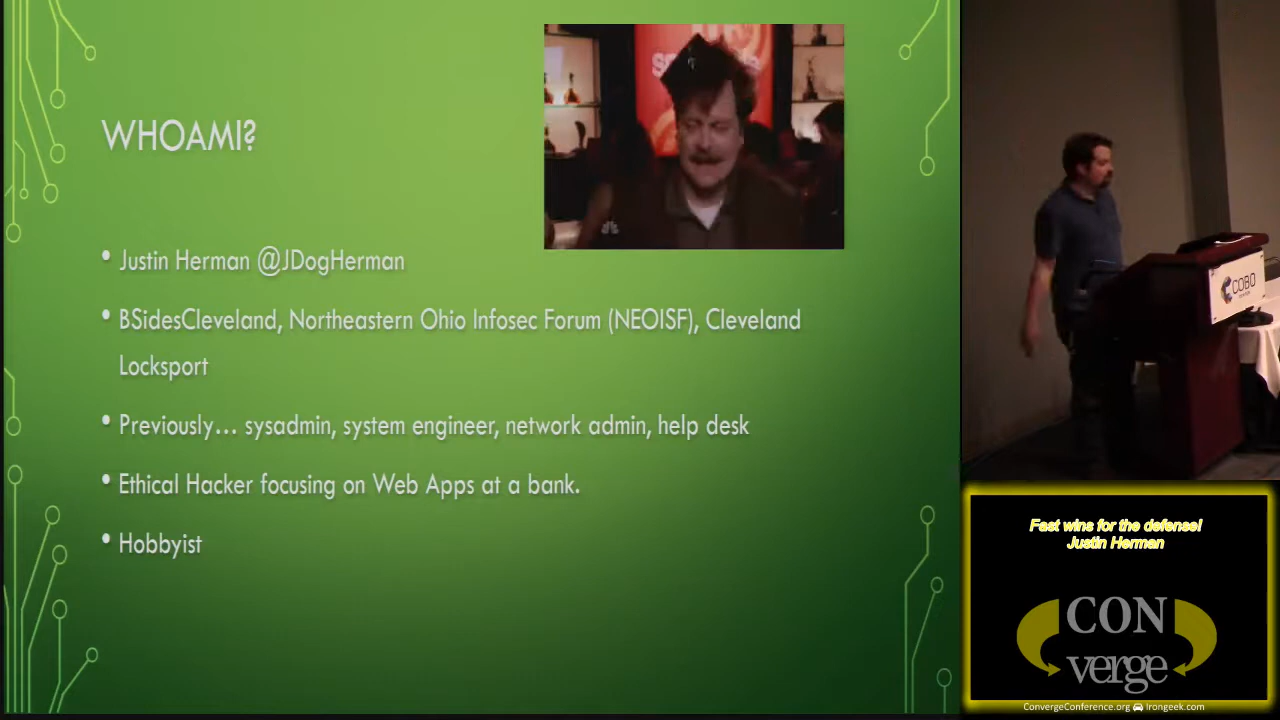 WHOAMI?
• Justin Herman @JDogHerman
• BSidesCleveland, Northeastern Ohio Infosec Forum (NEOISF), Cleveland
Locksport
• Previously... sysadmin, system engineer, network admin, help desk
• Ethical Hacker focusing on Web Apps at a bank.
• Hobbyist
COBO
Fast wins for the defense!
Justin Herman
CON
verge
ConvergeConference.org Irongeek.com